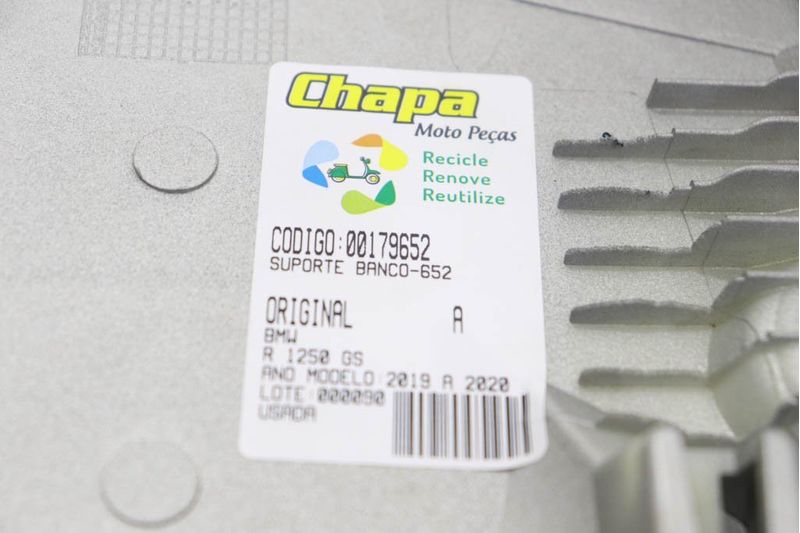 Chapa
Moto Peças
Recicle
Renove
Reutilize
CODIGO:00179652
SUPORTE BANCO-652
ORIGINAL A
BMW
R 1250 GS
ANO MODELO:2019 A 2020
LOTE:000090
USADA